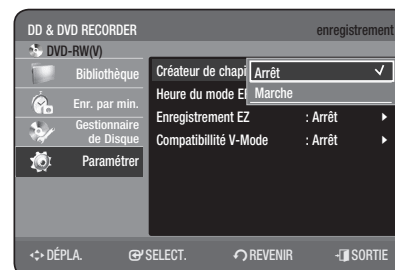 DD & DVD RECORDER enregistrement
DVD-RW(V)
Bibliothèque
Enr. par min.
Gestionnaire
de Disque
Paramétrer
Créateur de chapi
Arrêt
Heure du mode E
Marche
Enregistrement EZ : Arrêt
Compatibillité V-Mode : Arrêt
DÉPLA. SELECT. REVENIR SORTIE